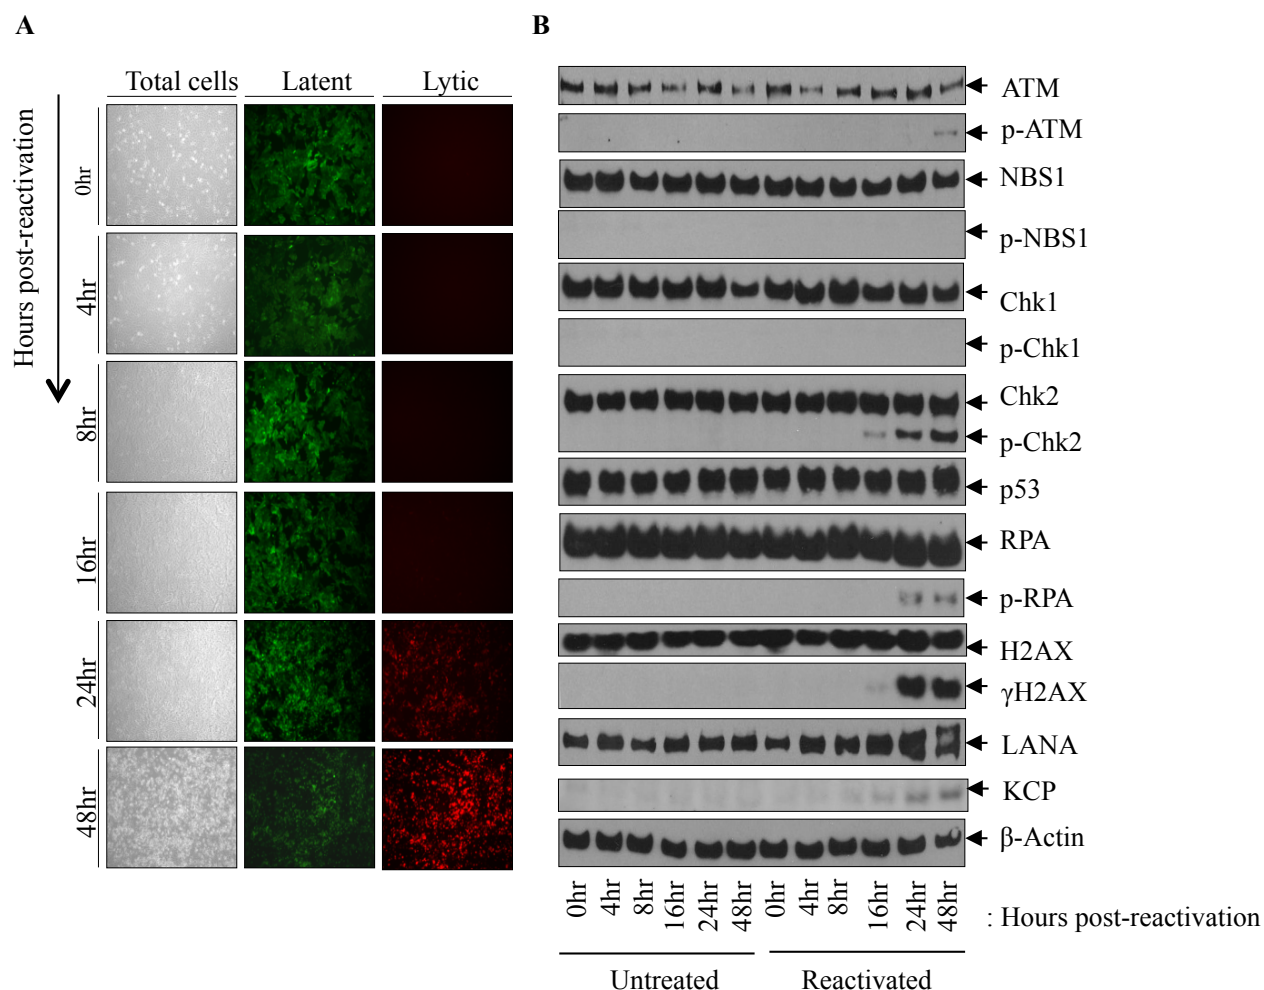 A
B
Total cells
Latent
Lytic
Hours post-reactivation
0hr
4hr
8hr
16hr
24hr
48hr
ATM
p-ATM
NBS1
p-NBS1
Chk1
p-Chk1
Chk2
p-Chk2
p53
RPA
p-RPA
H2AX
γH2AX
LANA
KCP
β-Actin
0hr 4hr 8hr 16hr 24hr 48hr 0hr 4hr 8hr 16hr 24hr 48hr : Hours post-reactivation
Untreated Reactivated